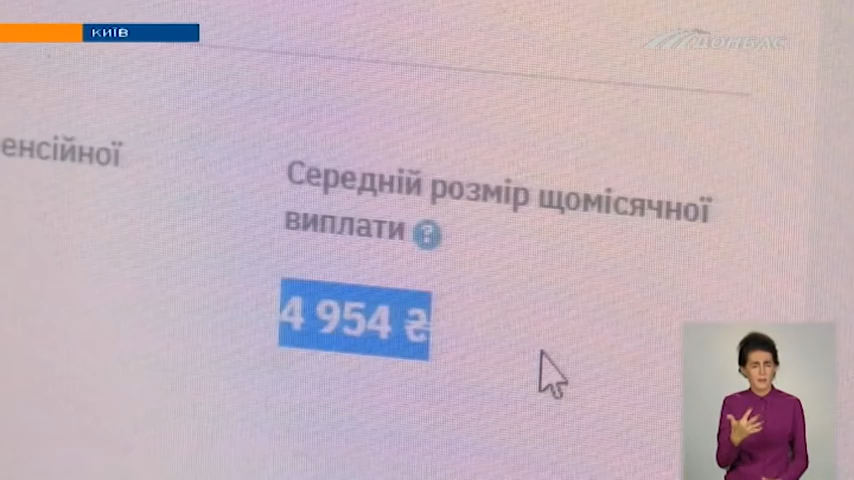 КИЇВ
ДОНБАС
енсійної
Середній розмір щомісячної
виплати ?
4 954 ₴